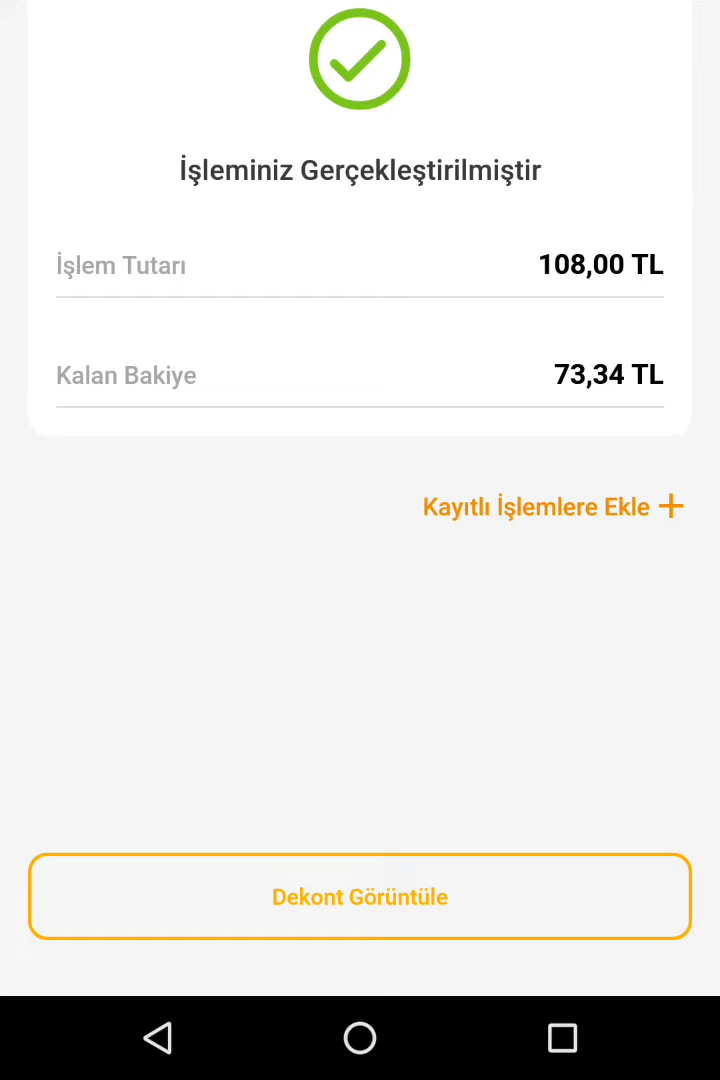 İşleminiz Gerçekleştirilmiştir
İşlem Tutarı 108,00 TL
Kalan Bakiye 73,34 TL
Kayıtlı İşlemlere Ekle +
Dekont Görüntüle